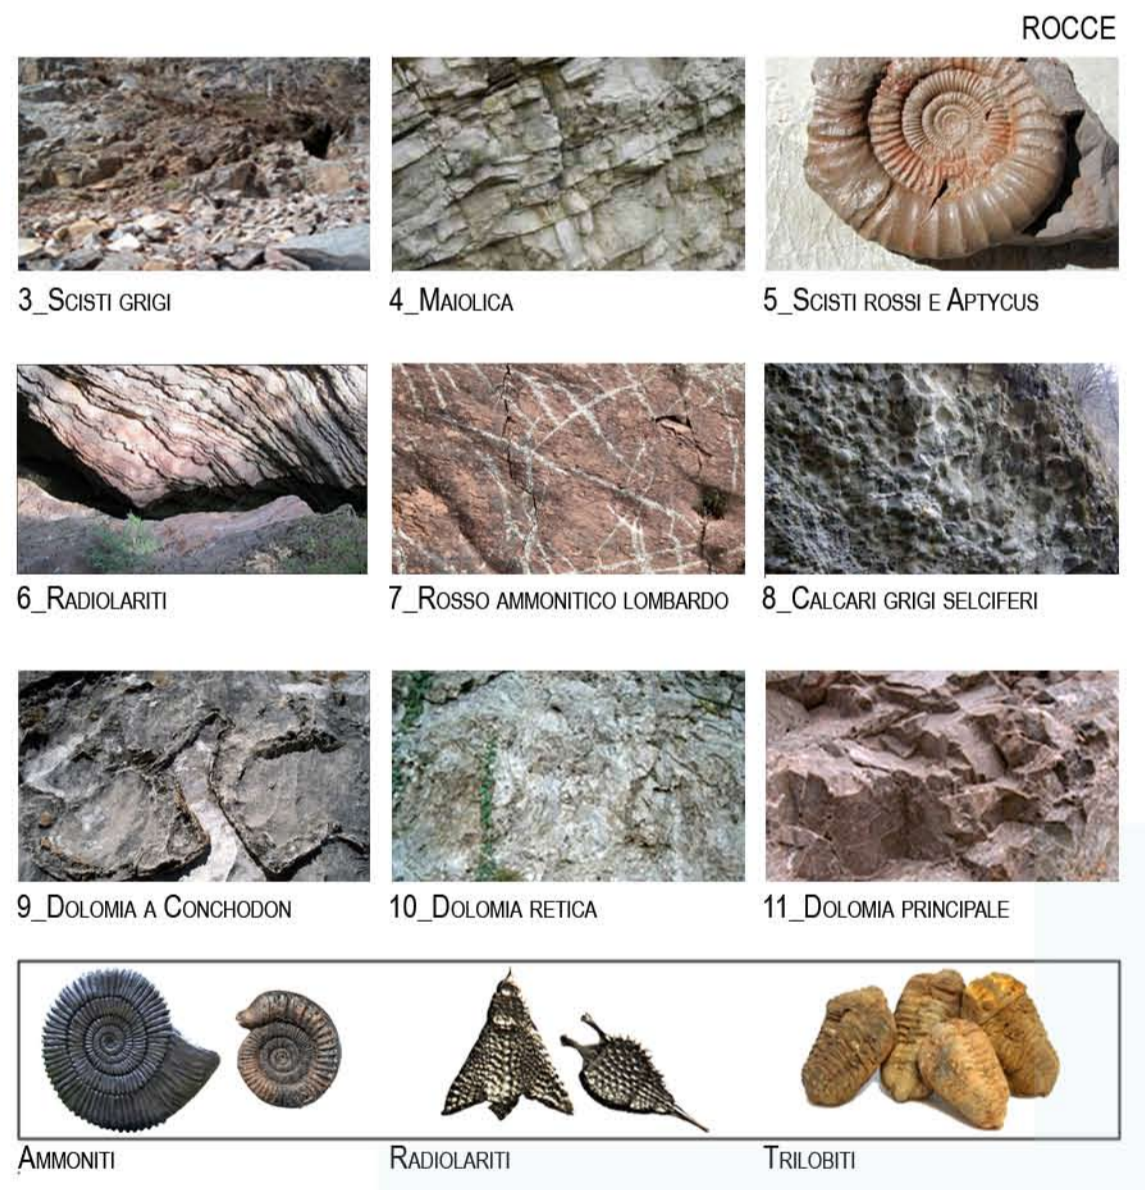 ROCCE
3_Scisti grigi
4_Maiolica
5_Scisti rossi e Aptycus
6_Radiolariti
7_Rosso ammonitico lombardo
8_Calcari grigi selciferi
9_Dolomia a Conchodon
10_Dolomia retica
11_Dolomia principale
Ammoniti
Radiolariti
Trilobiti